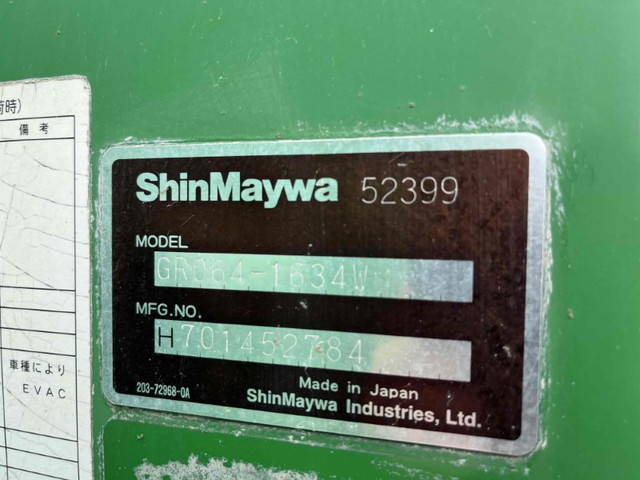 荷時)
備考
車種により
EVAC
ShinMaywa 52399
MODEL
GR064-1634W
MFG.NO.
H701452784
203-72968-0A
Made in Japan
ShinMaywa Industries, Ltd.